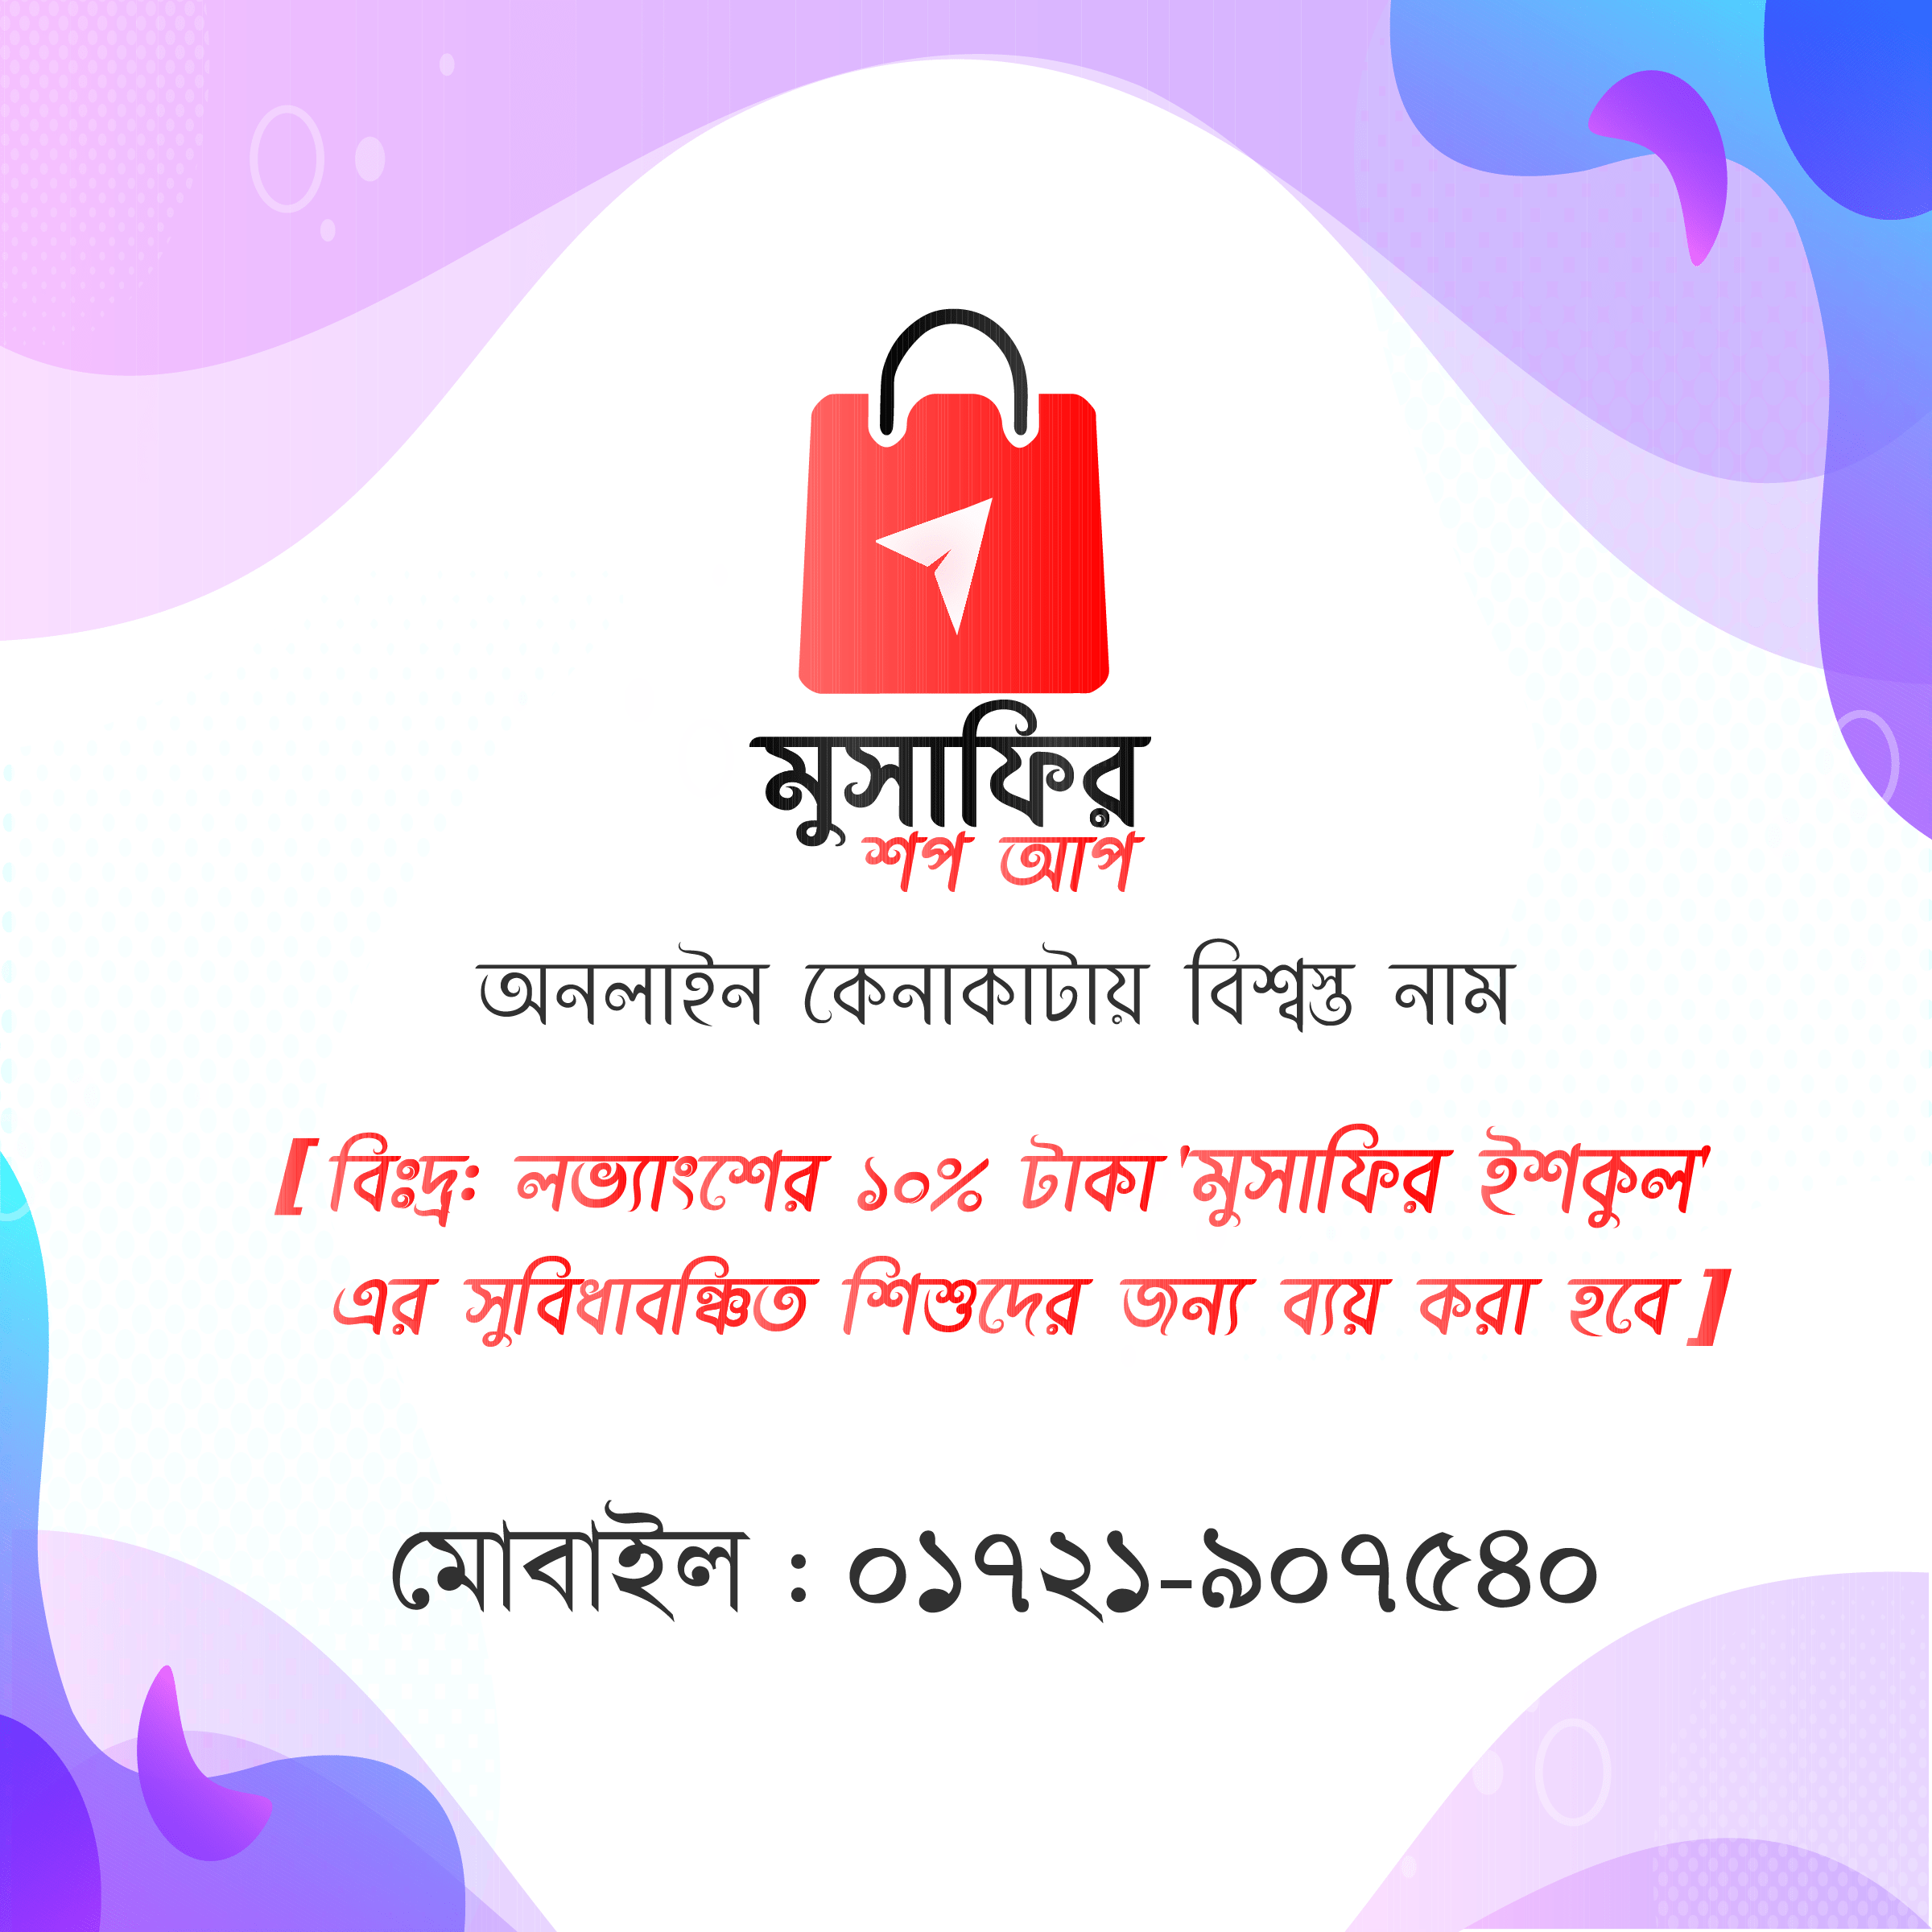 মুসাফির
শপ আপ
অনলাইন কেনাকাটায় বিশ্বস্ত নাম
[ বিঃদ্রঃ লভ্যাংশের ১০% টাকা 'মুসাফির ইশকুল'
এর সুবিধাবঞ্চিত শিশুদের জন্য ব্যয় করা হবে ]
মোবাইল : ০১৭২১-৯০৭৫৪০